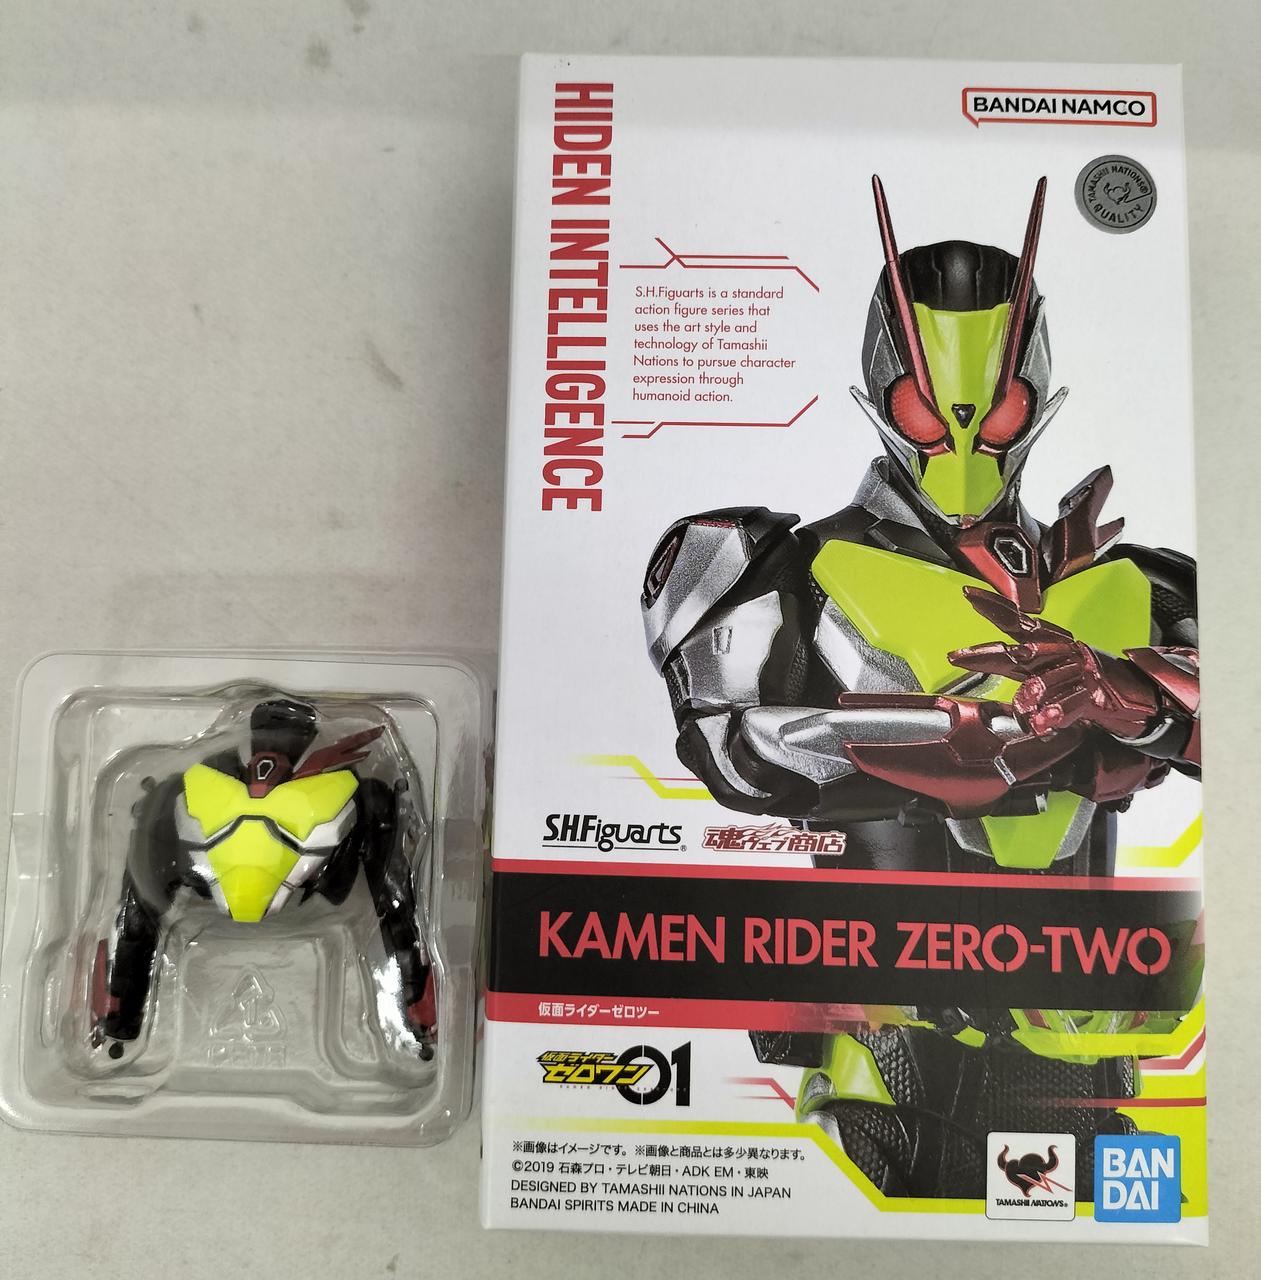 HIDEN INTELLIGENCE
BANDAI NAMCO
TAMASHII NATIONS®
QUALITY
S.H.Figuarts is a standard
action figure series that
uses the art style and
technology of Tamashii
Nations to pursue character
expression through
humanoid action.
S.H.Figuarts®
魂ウェブ商店
KAMEN RIDER ZERO-TWO
仮面ライダーゼロツー
仮面ライダー
ゼロワン 01
※画像はイメージです。※画像と商品とは多少異なります。
©2019 石森プロ・テレビ朝日・ADK EM・東映
DESIGNED BY TAMASHII NATIONS IN JAPAN
BANDAI SPIRITS MADE IN CHINA
TAMASHII NATIONS®
BAN
DAI